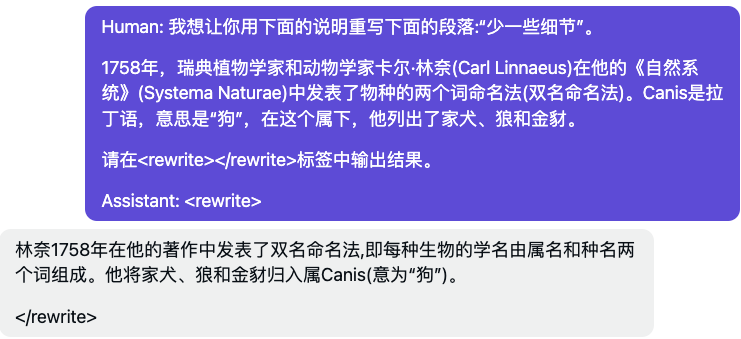 Human: 我想让你用下面的说明重写下面的段落:“少一些细节”。
1758年，瑞典植物学家和动物学家卡尔·林奈(Carl Linnaeus)在他的《自然系
统》(Systema Naturae)中发表了物种的两个词命名法(双名命名法)。Canis是拉
丁语，意思是“狗”，在这个属下，他列出了家犬、狼和金豺。
请在<rewrite></rewrite>标签中输出结果。
Assistant: <rewrite>
林奈1758年在他的著作中发表了双名命名法,即每种生物的学名由属名和种名两
个词组成。他将家犬、狼和金豺归入属Canis(意为“狗”)。
</rewrite>